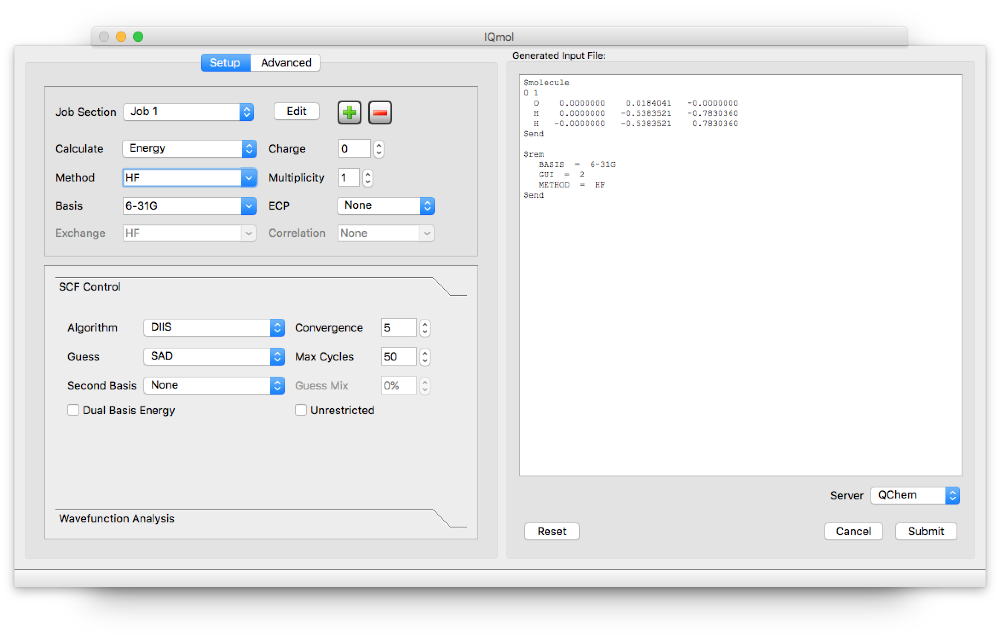 IQmol
Setup Advanced
Job Section Job 1 Edit
Calculate Energy Charge 0
Method HF Multiplicity 1
Basis 6-31G ECP None
Exchange HF Correlation None
SCF Control
Algorithm DIIS Convergence 5
Guess SAD Max Cycles 50
Second Basis None Guess Mix 0%
Dual Basis Energy Unrestricted
Wavefunction Analysis
Generated Input File:
$molecule
0 1
O 0.0000000 0.0184041 -0.0000000
H 0.0000000 -0.5383521 -0.7830360
H -0.0000000 -0.5383521 0.7830360
$end
$rem
BASIS = 6-31G
GUI = 2
METHOD = HF
$end
Server QChem
Reset Cancel Submit